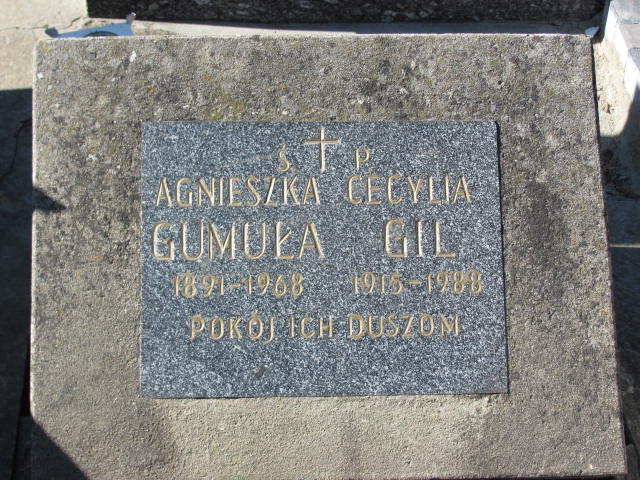 Ś P
AGNIESZKA CECYLIA
GUMUŁA GIL
1891-1968 1915-1988
POKÓJ ICH DUSZOM